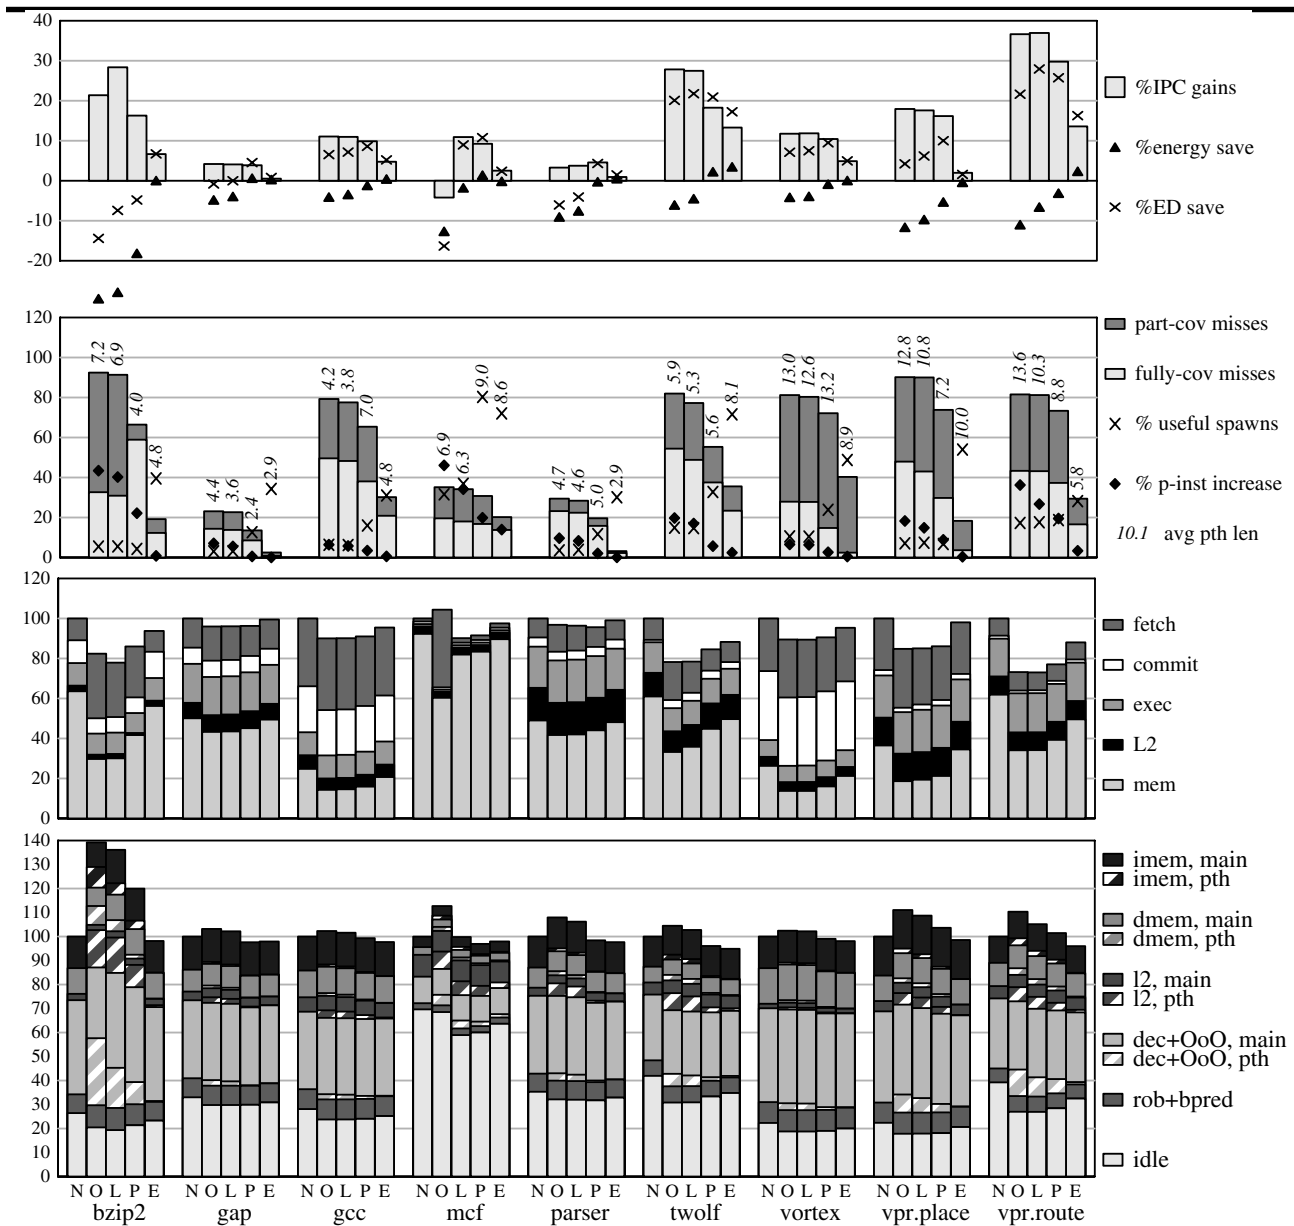 40
30
20
10
0
-10
-20
%IPC gains
%energy save
%ED save
120
100
80
60
40
20
0
7.2 6.9 4.0 4.8
4.4 3.6 2.4 2.9
4.2 3.8 7.0 4.8
6.9 6.3 9.0 8.6
4.7 4.6 5.0 2.9
5.9 5.3 5.6 8.1
13.0 12.6 13.2 8.9
12.8 10.8 7.2 10.0
13.6 10.3 8.8 5.8
part-cov misses
fully-cov misses
% useful spawns
% p-inst increase
10.1 avg pth len
120
100
80
60
40
20
0
fetch
commit
exec
L2
mem
140
130
120
110
100
90
80
70
60
50
40
30
20
10
0
imem, main
imem, pth
dmem, main
dmem, pth
l2, main
l2, pth
dec+OoO, main
dec+OoO, pth
rob+bpred
idle
N O L P E N O L P E N O L P E N O L P E N O L P E N O L P E N O L P E N O L P E N O L P E
bzip2 gap gcc mcf parser twolf vortex vpr.place vpr.route